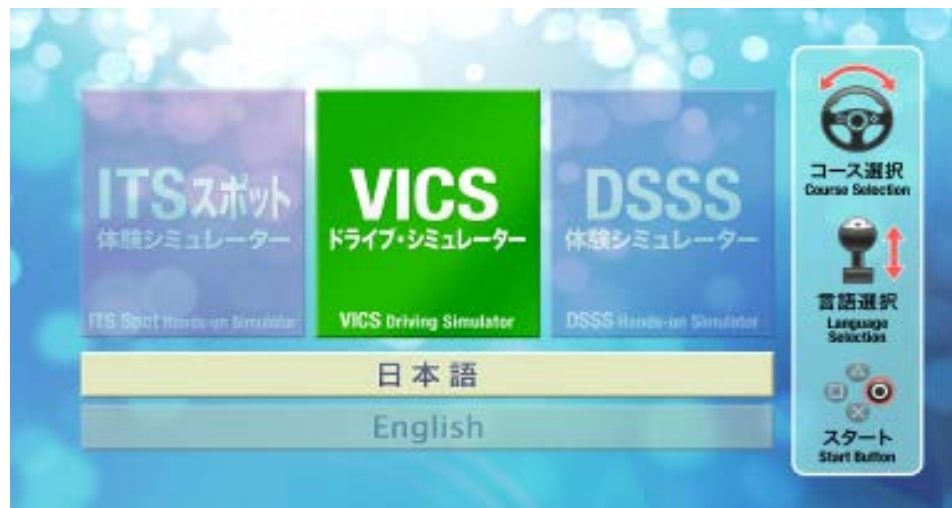 ITSスポット
体験シミュレーター
ITS Spot Hands-on Simulator
VICS
ドライブ・シミュレーター
VICS Driving Simulator
DSSS
体験シミュレーター
DSSS Hands-on Simulator
日本語
English
コース選択
Course Selection
言語選択
Language
Selection
スタート
Start Button